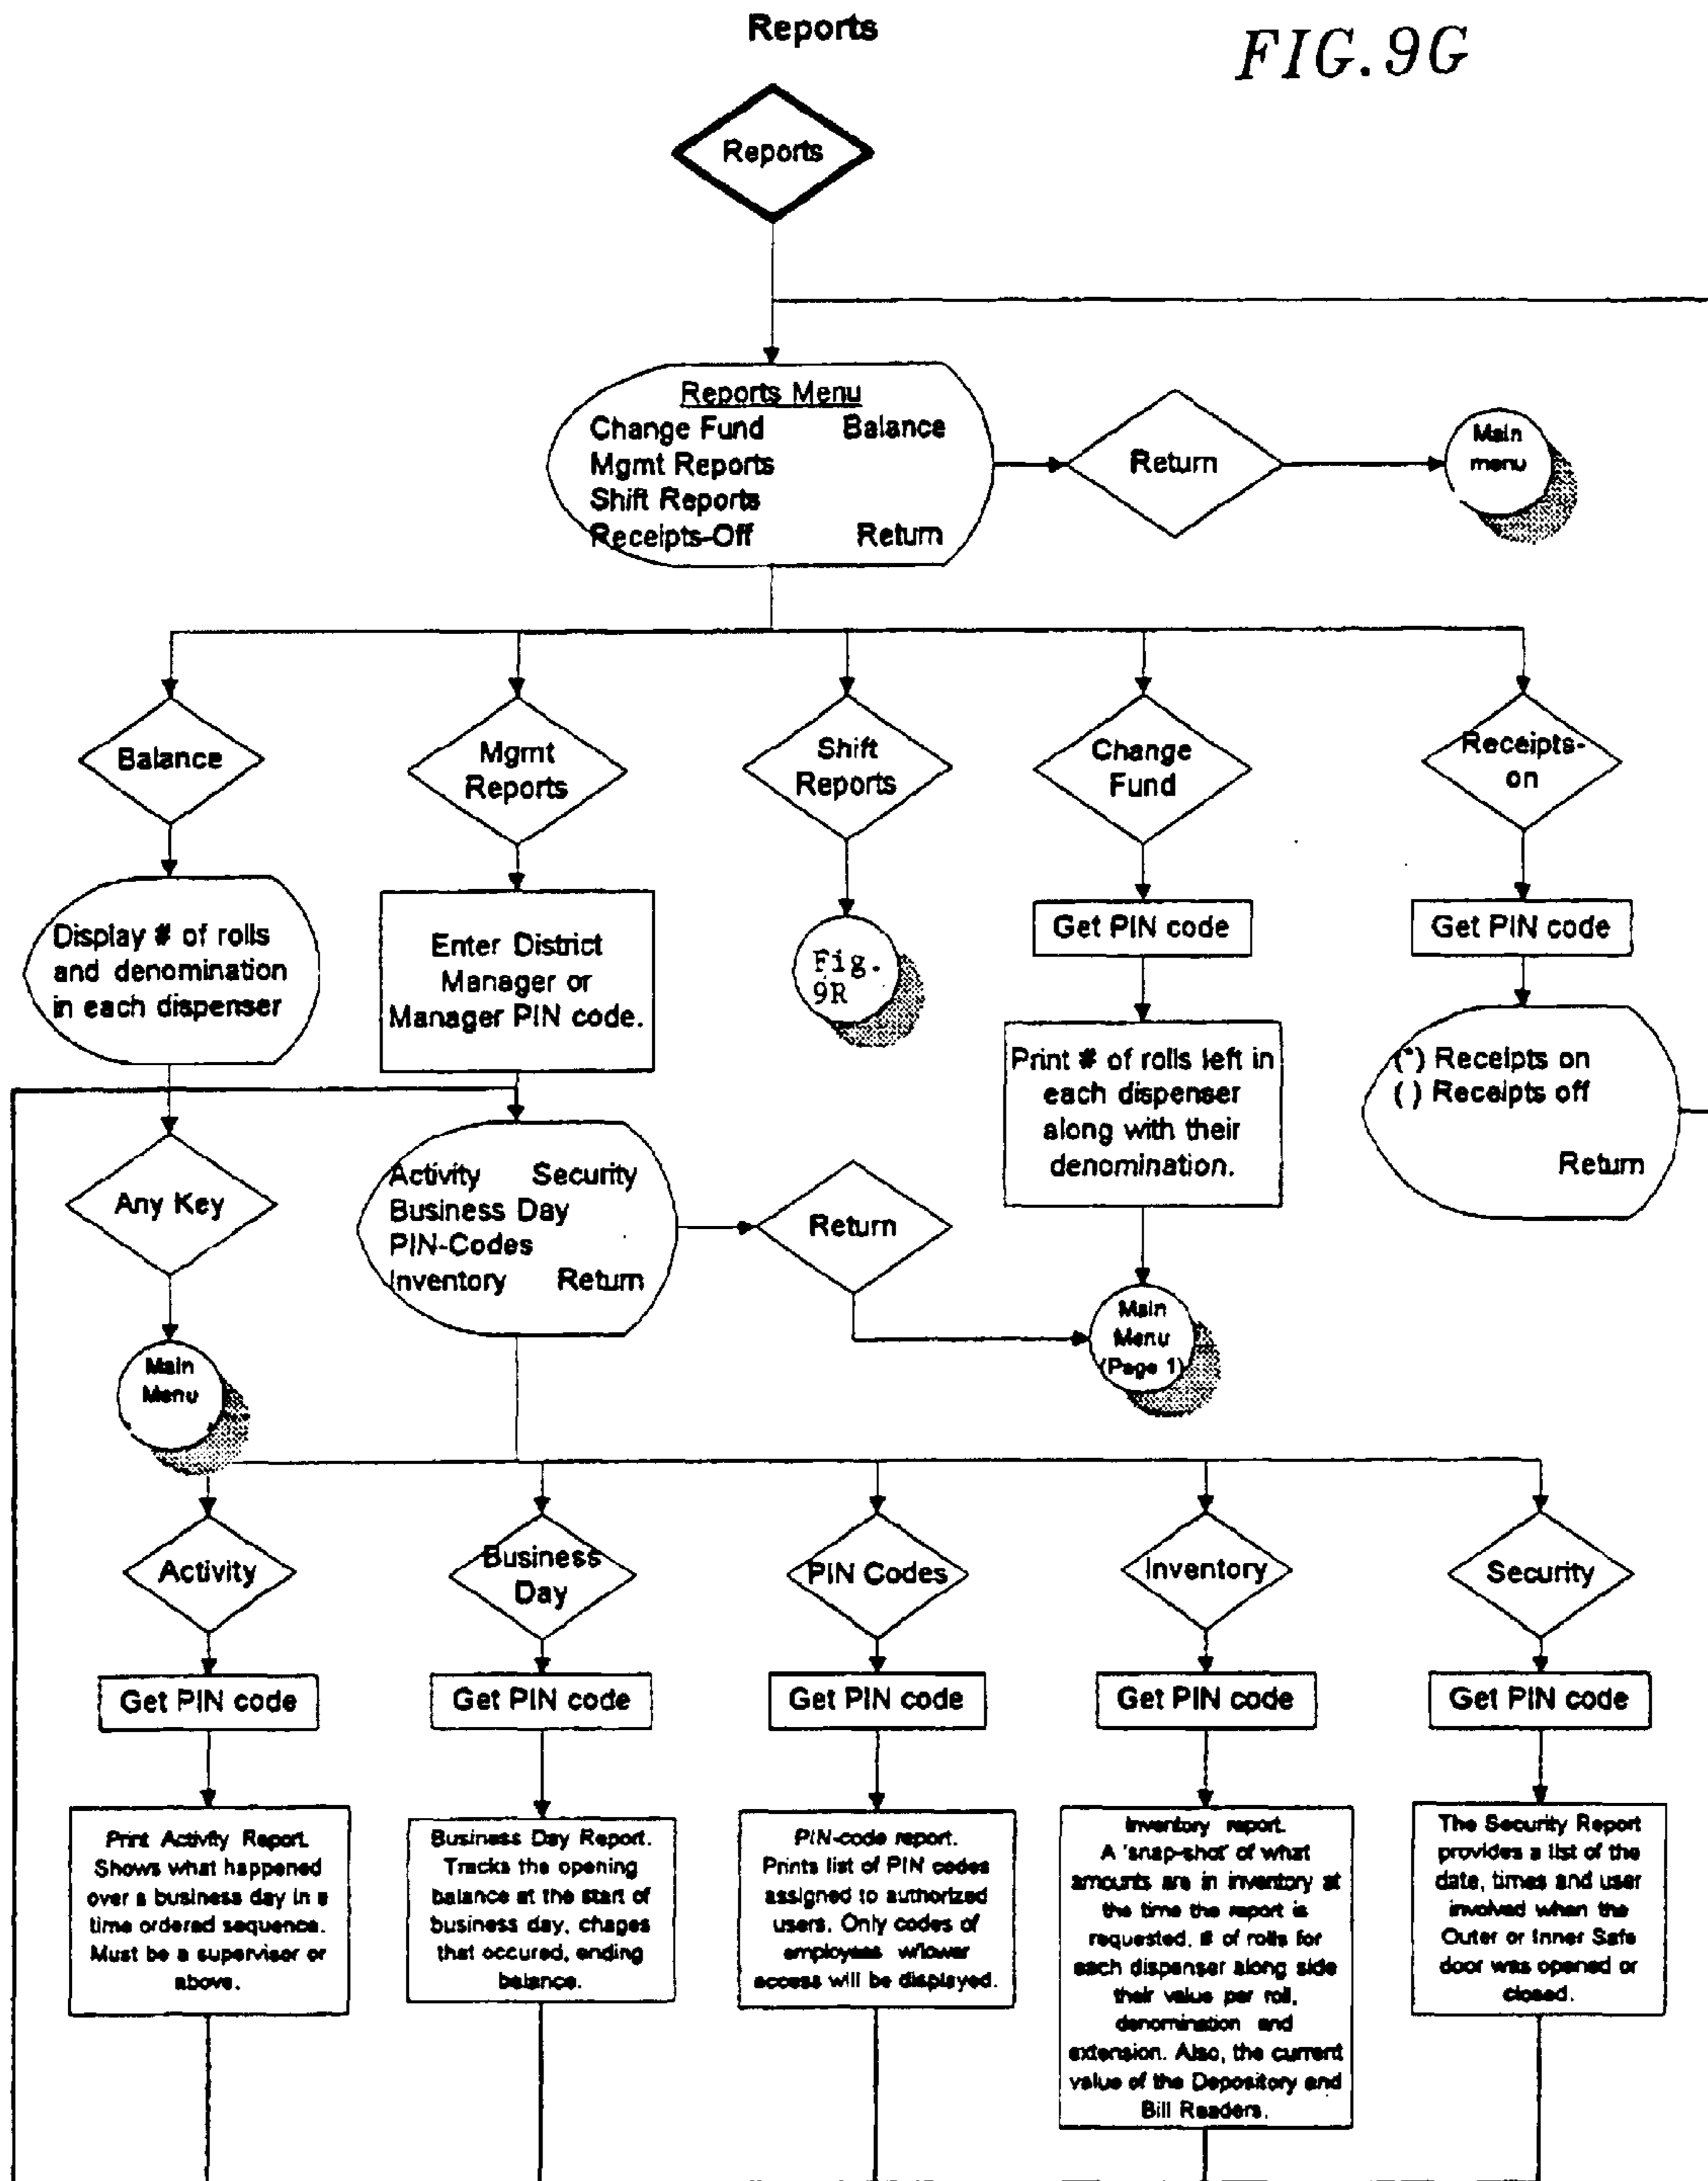 Reports
FIG.9G
Reports
Reports Menu
Change Fund Balance
Mgmt Reports
Shift Reports
Receipts-Off Return
Return
Main
menu
Balance
Mgmt
Reports
Shift
Reports
Change
Fund
Receipts-
on
Display # of rolls
and denomination
in each dispenser
Enter District
Manager or
Manager PIN code.
Fig.
9R
Get PIN code
Get PIN code
Print # of rolls left in
each dispenser
along with their
denomination.
(*) Receipts on
( ) Receipts off
Return
Any Key
Activity Security
Business Day
PIN-Codes
Inventory Return
Return
Main
Menu
(Page 1)
Main
Menu
Activity
Business
Day
PIN Codes
Inventory
Security
Get PIN code
Get PIN code
Get PIN code
Get PIN code
Get PIN code
Print Activity Report.
Shows what happened
over a business day in a
time ordered sequence.
Must be a supervisor or
above.
Business Day Report.
Tracks the opening
balance at the start of
business day, chages
that occured, ending
balance.
PIN-code report.
Prints list of PIN codes
assigned to authorized
users. Only codes of
employees w/lower
access will be displayed.
Inventory report.
A 'snap-shot' of what
amounts are in inventory at
the time the report is
requested. # of rolls for
each dispenser along side
their value per roll,
denomination and
extension. Also, the current
value of the Depository and
Bill Readers.
The Security Report
provides a list of the
date, times and user
involved when the
Outer or Inner Safe
door was opened or
closed.